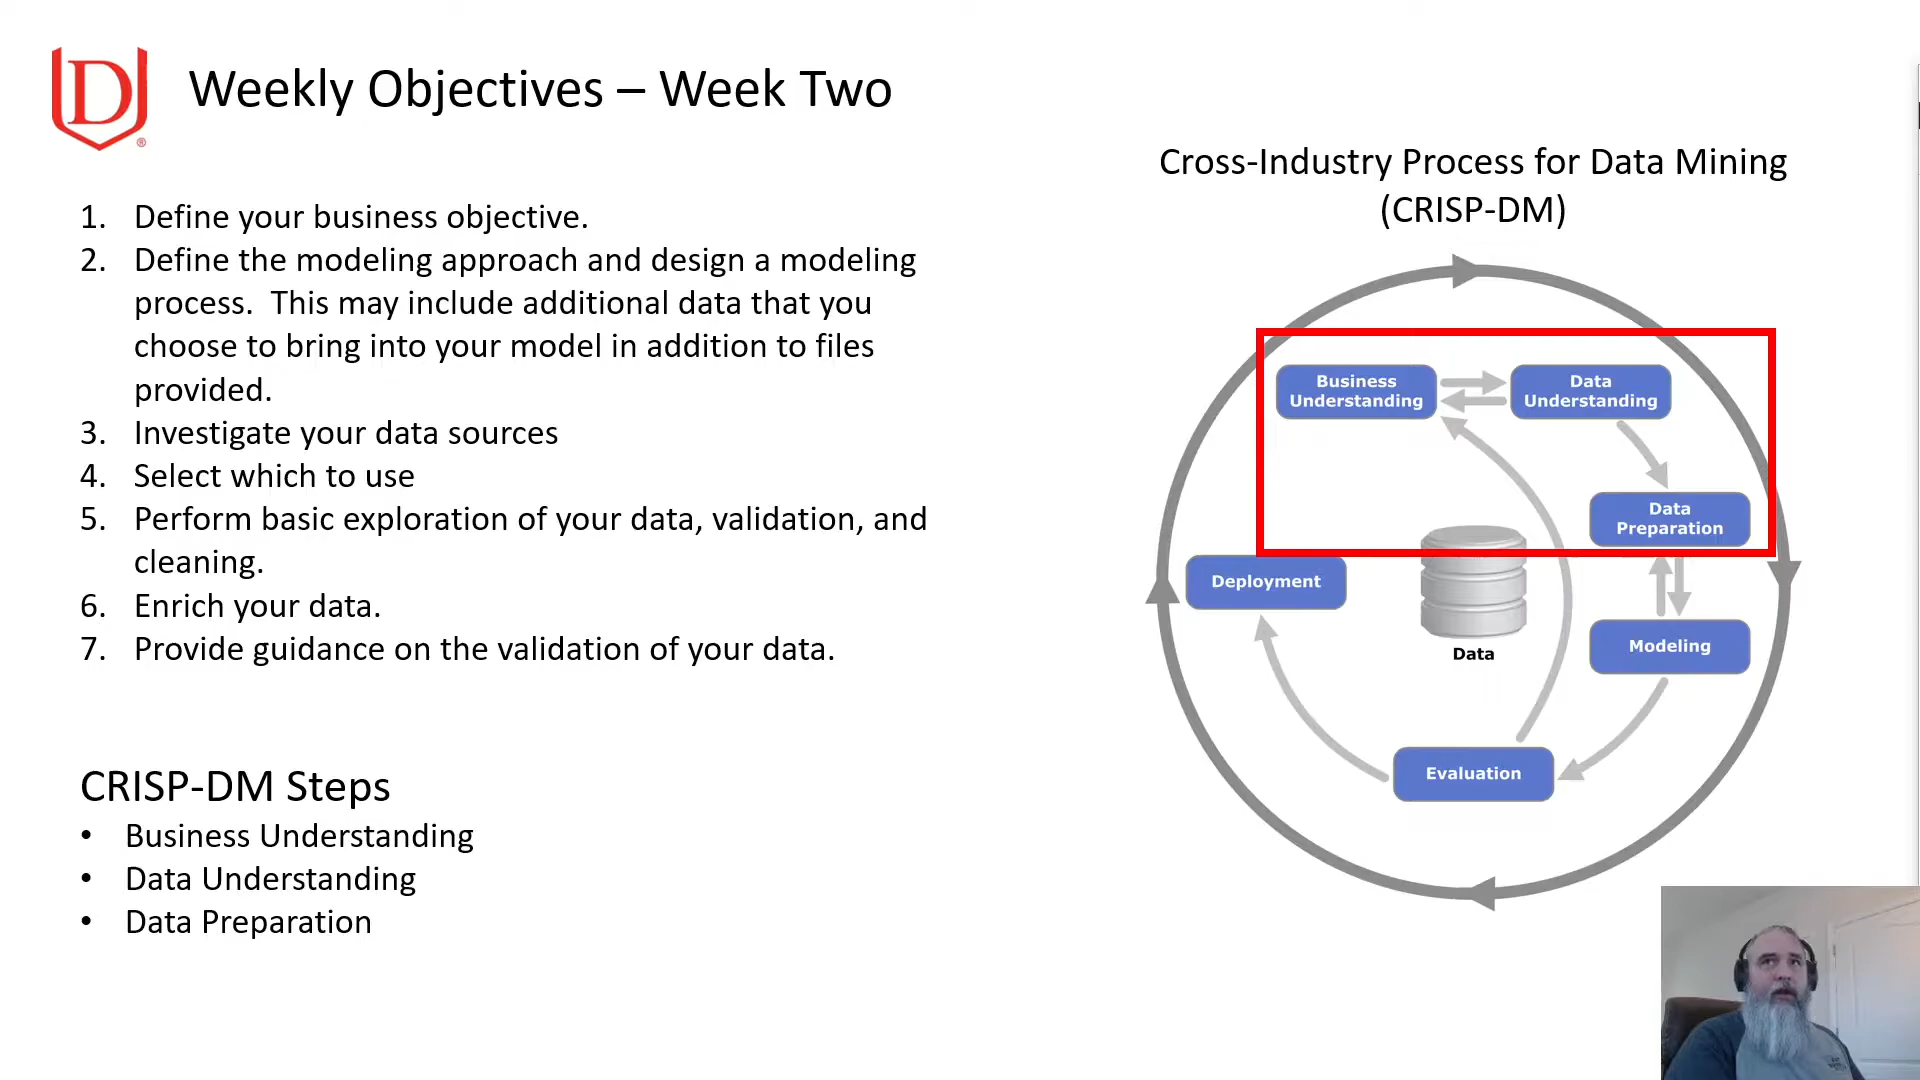 D
®
Weekly Objectives – Week Two
1. Define your business objective.
2. Define the modeling approach and design a modeling
process. This may include additional data that you
choose to bring into your model in addition to files
provided.
3. Investigate your data sources
4. Select which to use
5. Perform basic exploration of your data, validation, and
cleaning.
6. Enrich your data.
7. Provide guidance on the validation of your data.
CRISP-DM Steps
• Business Understanding
• Data Understanding
• Data Preparation
Cross-Industry Process for Data Mining
(CRISP-DM)
Business
Understanding
Data
Understanding
Data
Preparation
Deployment
Data
Modeling
Evaluation